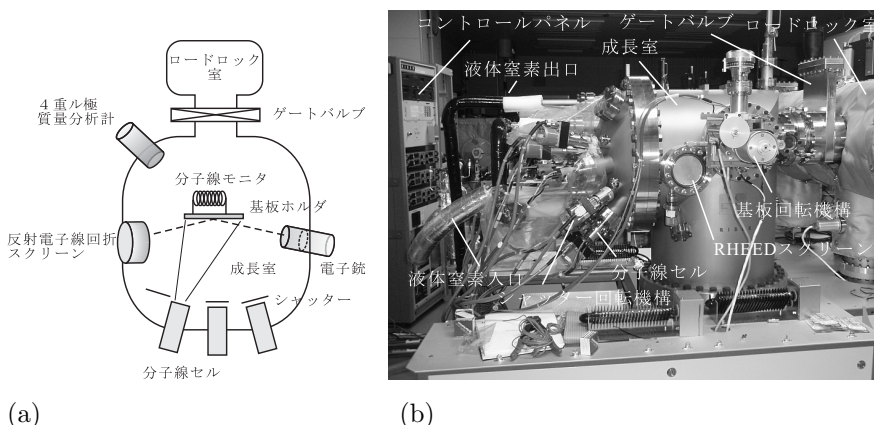 ロードロック
室
4重ル極
質量分析計
ゲートバルブ
分子線モニタ
基板ホルダ
反射電子線回折
スクリーン
成長室
電子銃
シャッター
分子線セル
(a)
コントロールパネル
ゲートバルブ
ロードロック室
成長室
液体窒素出口
基板回転機構
RHEEDスクリーン
液体窒素入口
分子線セル
シャッター回転機構
(b)